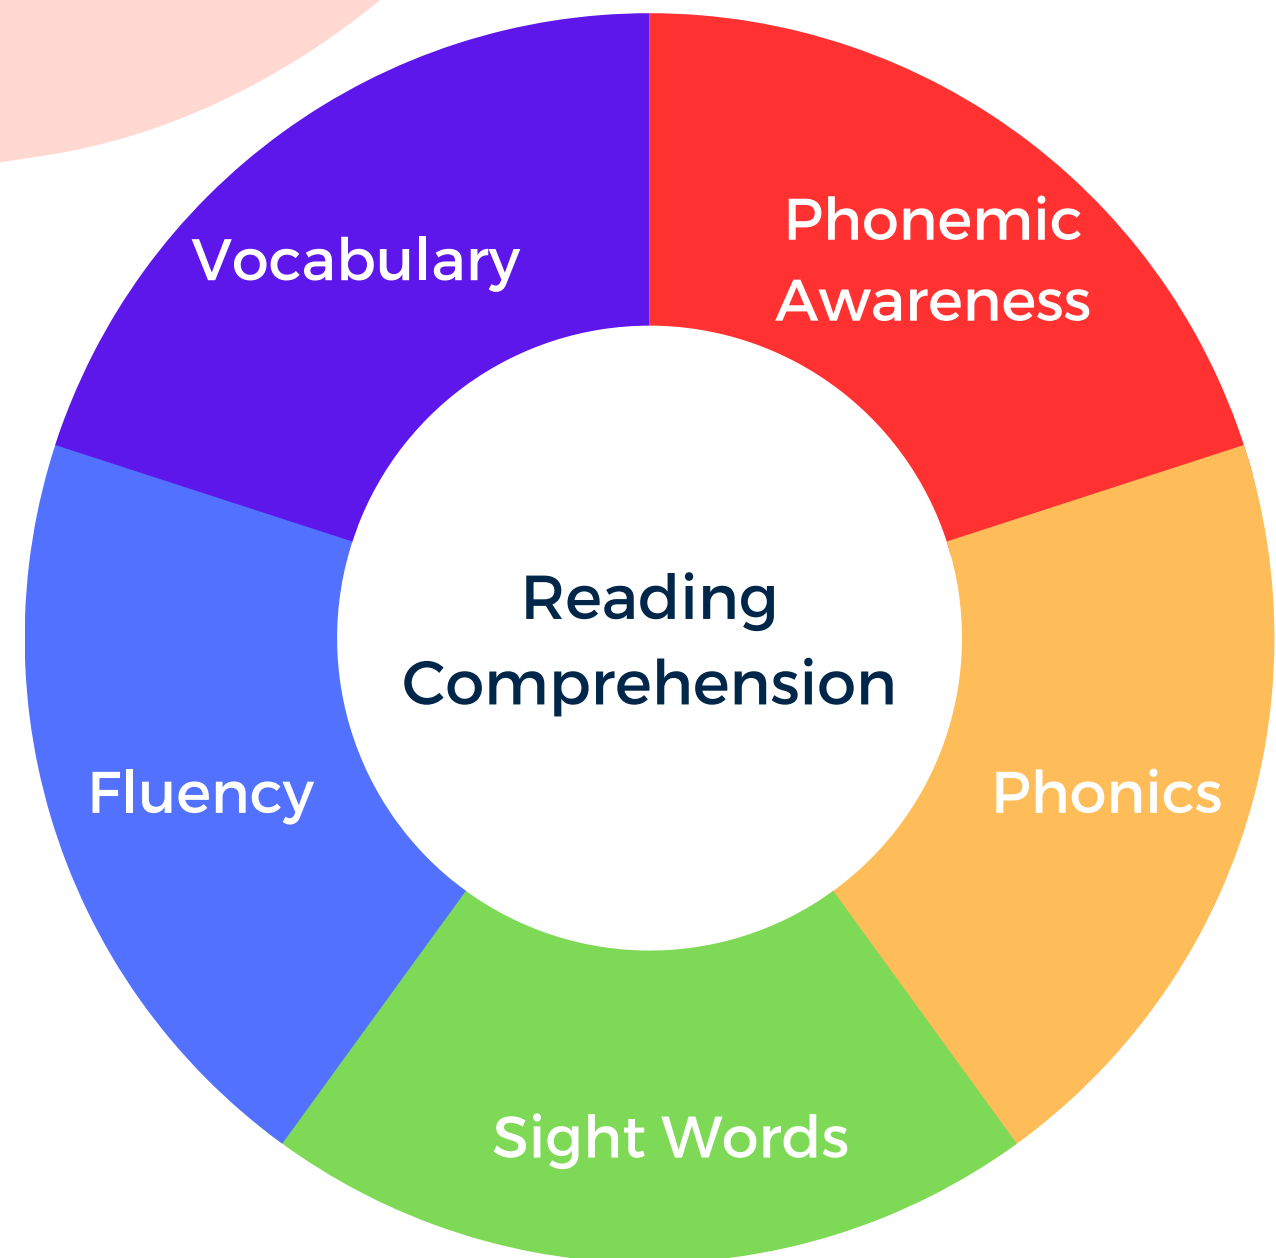 Vocabulary
Phonemic
Awareness
Reading
Comprehension
Fluency
Phonics
Sight Words